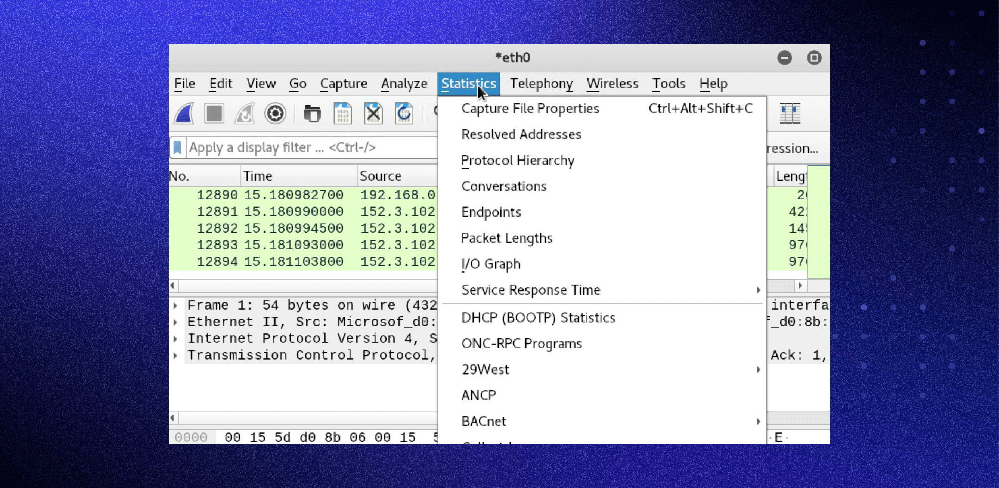 *eth0
File Edit View Go Capture Analyze Statistics Telephony Wireless Tools Help
Capture File Properties Ctrl+Alt+Shift+C
Resolved Addresses
Apply a display filter ... <Ctrl-/> ression...
Protocol Hierarchy
No. Time Source Leng
Conversations
12890 15.180982700 192.168.0
12891 15.180990000 152.3.102 42
Endpoints
12892 15.180994500 152.3.102 14
Packet Lengths
12893 15.181093000 152.3.102 97
12894 15.181103800 152.3.102 97
I/O Graph
Service Response Time
Frame 1: 54 bytes on wire (432 interfa
DHCP (BOOTP) Statistics
Ethernet II, Src: Microsof_d0: _d0:8b:
Internet Protocol Version 4, S
ONC-RPC Programs
Transmission Control Protocol, Ack: 1,
29West
ANCP
BACnet
0000 00 15 5d d0 8b 06 00 15 5 ·E·